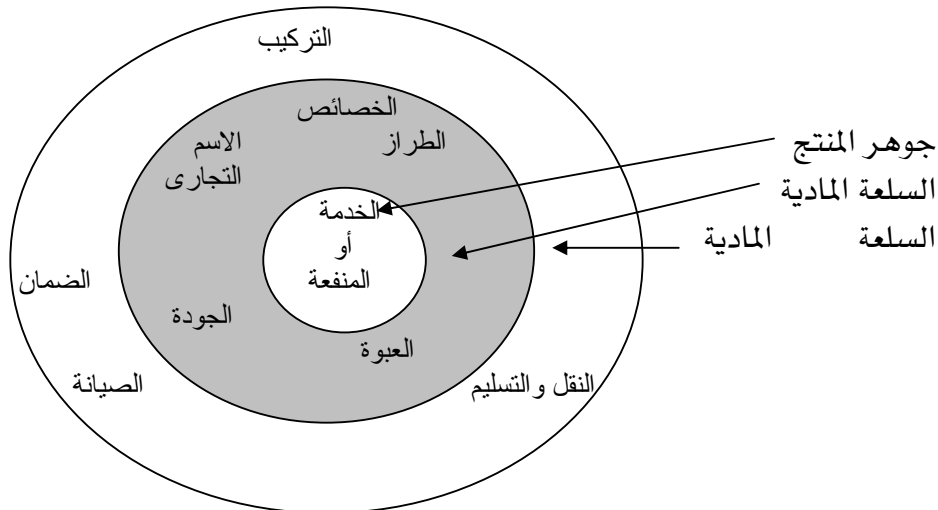 التركيب
الخصائص
الطراز
الاسم
التجارى
جوهر المنتج
السلعة المادية
السلعة المادية
الخدمة
أو
المنفعة
الضمان
الجودة
العبوة
الصيانة
النقل والتسليم